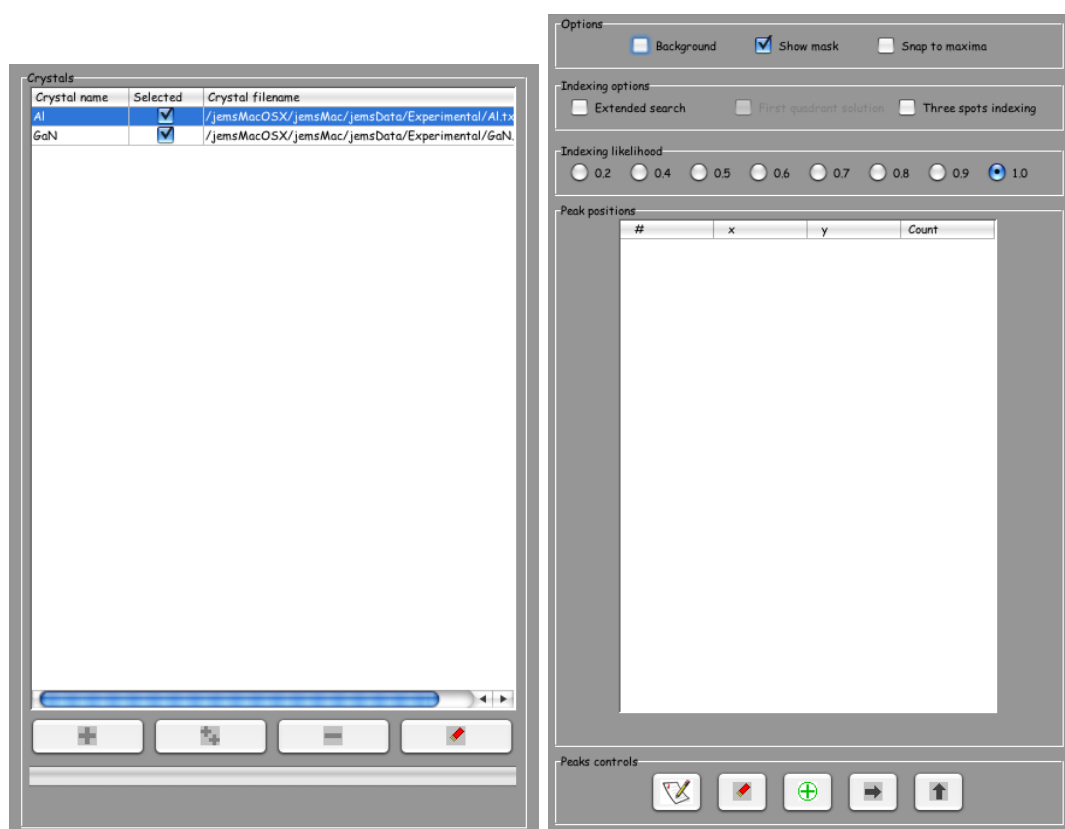 Crystals
Crystal name Selected Crystal filename
Al /jemsMacOSX/jemsMac/jemsData/Experimental/Al.tx
GaN /jemsMacOSX/jemsMac/jemsData/Experimental/GaN.
Options
Background Show mask Snap to maxima
Indexing options
Extended search First quadrant solution Three spots indexing
Indexing likelihood
0.2 0.4 0.5 0.6 0.7 0.8 0.9 1.0
Peak positions
# x y Count
Peaks controls